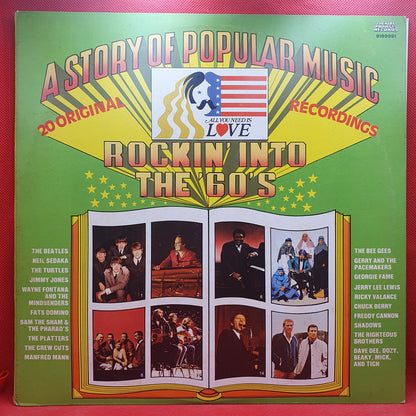 A STORY OF POPULAR MUSIC
20 ORIGINAL
RECORDINGS
ALL YOU NEED IS
LOVE
ROCKIN' INTO
THE '60'S
THE BEATLES
NEIL SEDAKA
THE TURTLES
JIMMY JONES
WAYNE FONTANA
AND THE
MINDBENDERS
FATS DOMINO
SAM THE SHAM &
THE PHARAO'S
THE PLATTERS
THE CREW CUTS
MANFRED MANN
THE BEE GEES
GERRY AND THE
PACEMAKERS
GEORGIE FAME
JERRY LEE LEWIS
RICKY VALANCE
CHUCK BERRY
FREDDY CANNON
SHADOWS
THE RIGHTEOUS
BROTHERS
DAVE DEE, DOZY,
BEAKY, MICK,
AND TICH